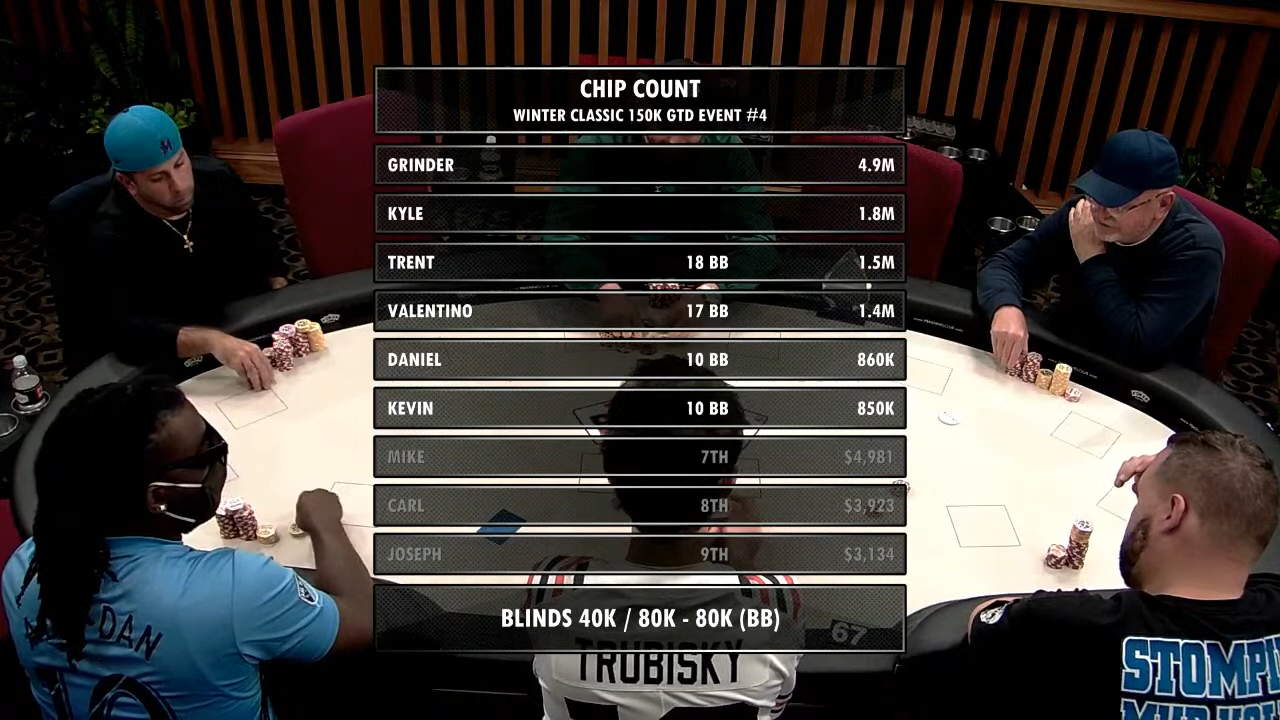 CHIP COUNT
WINTER CLASSIC 150K GTD EVENT #4
GRINDER 4.9M
KYLE 1.8M
TRENT 18 BB 1.5M
VALENTINO 17 BB 1.4M
DANIEL 10 BB 860K
KEVIN 10 BB 850K
MIKE 7TH $4,981
CARL 8TH $3,923
JOSEPH 9TH $3,134
BLINDS 40K / 80K - 80K (BB)
67
TRUBISKY
10